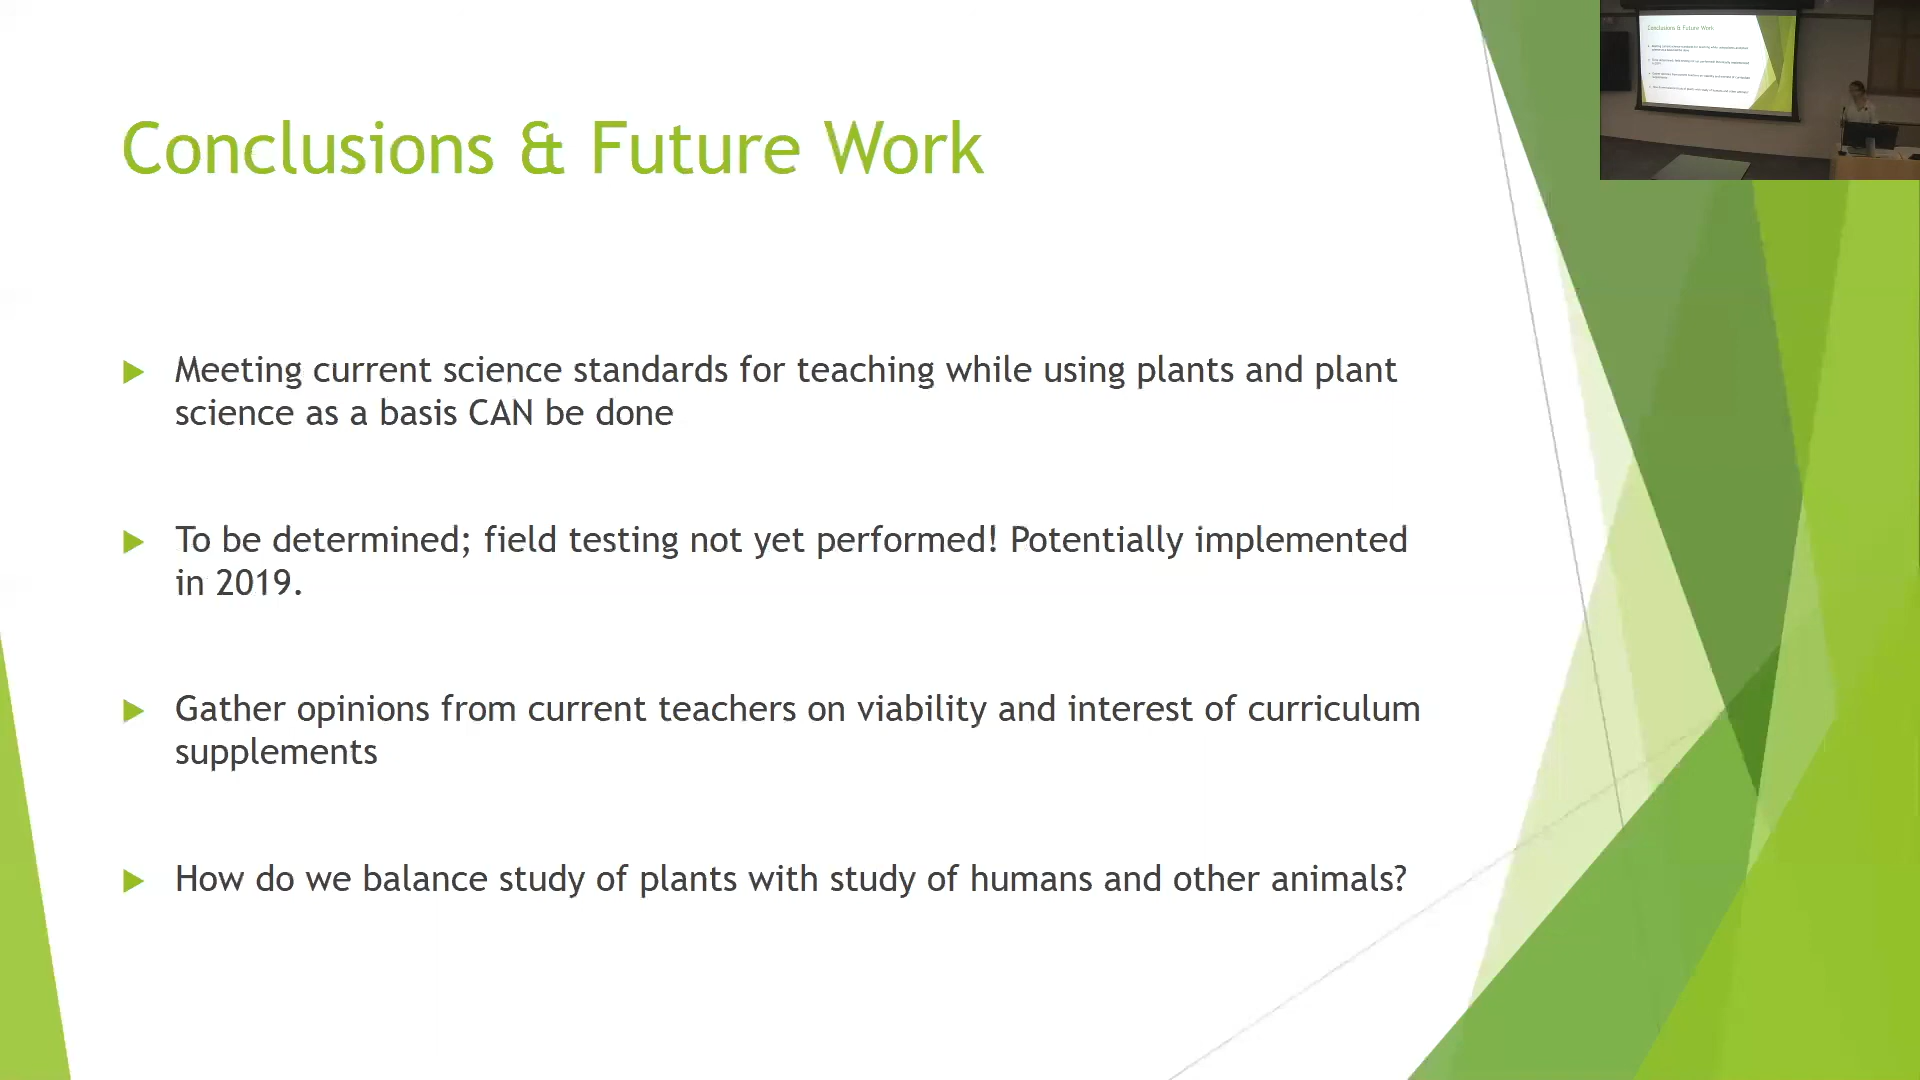 Conclusions & Future Work
Meeting current science standards for teaching while using plants and plant
science as a basis CAN be done
To be determined; field testing not yet performed! Potentially implemented
in 2019.
Gather opinions from current teachers on viability and interest of curriculum
supplements
How do we balance study of plants with study of humans and other animals?
Conclusions & Future Work